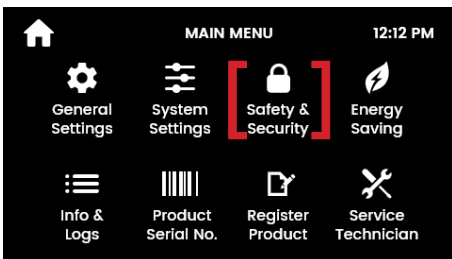 MAIN MENU
12:12 PM
General
Settings
System
Settings
Safety &
Security
Energy
Saving
Info &
Logs
Product
Serial No.
Register
Product
Service
Technician